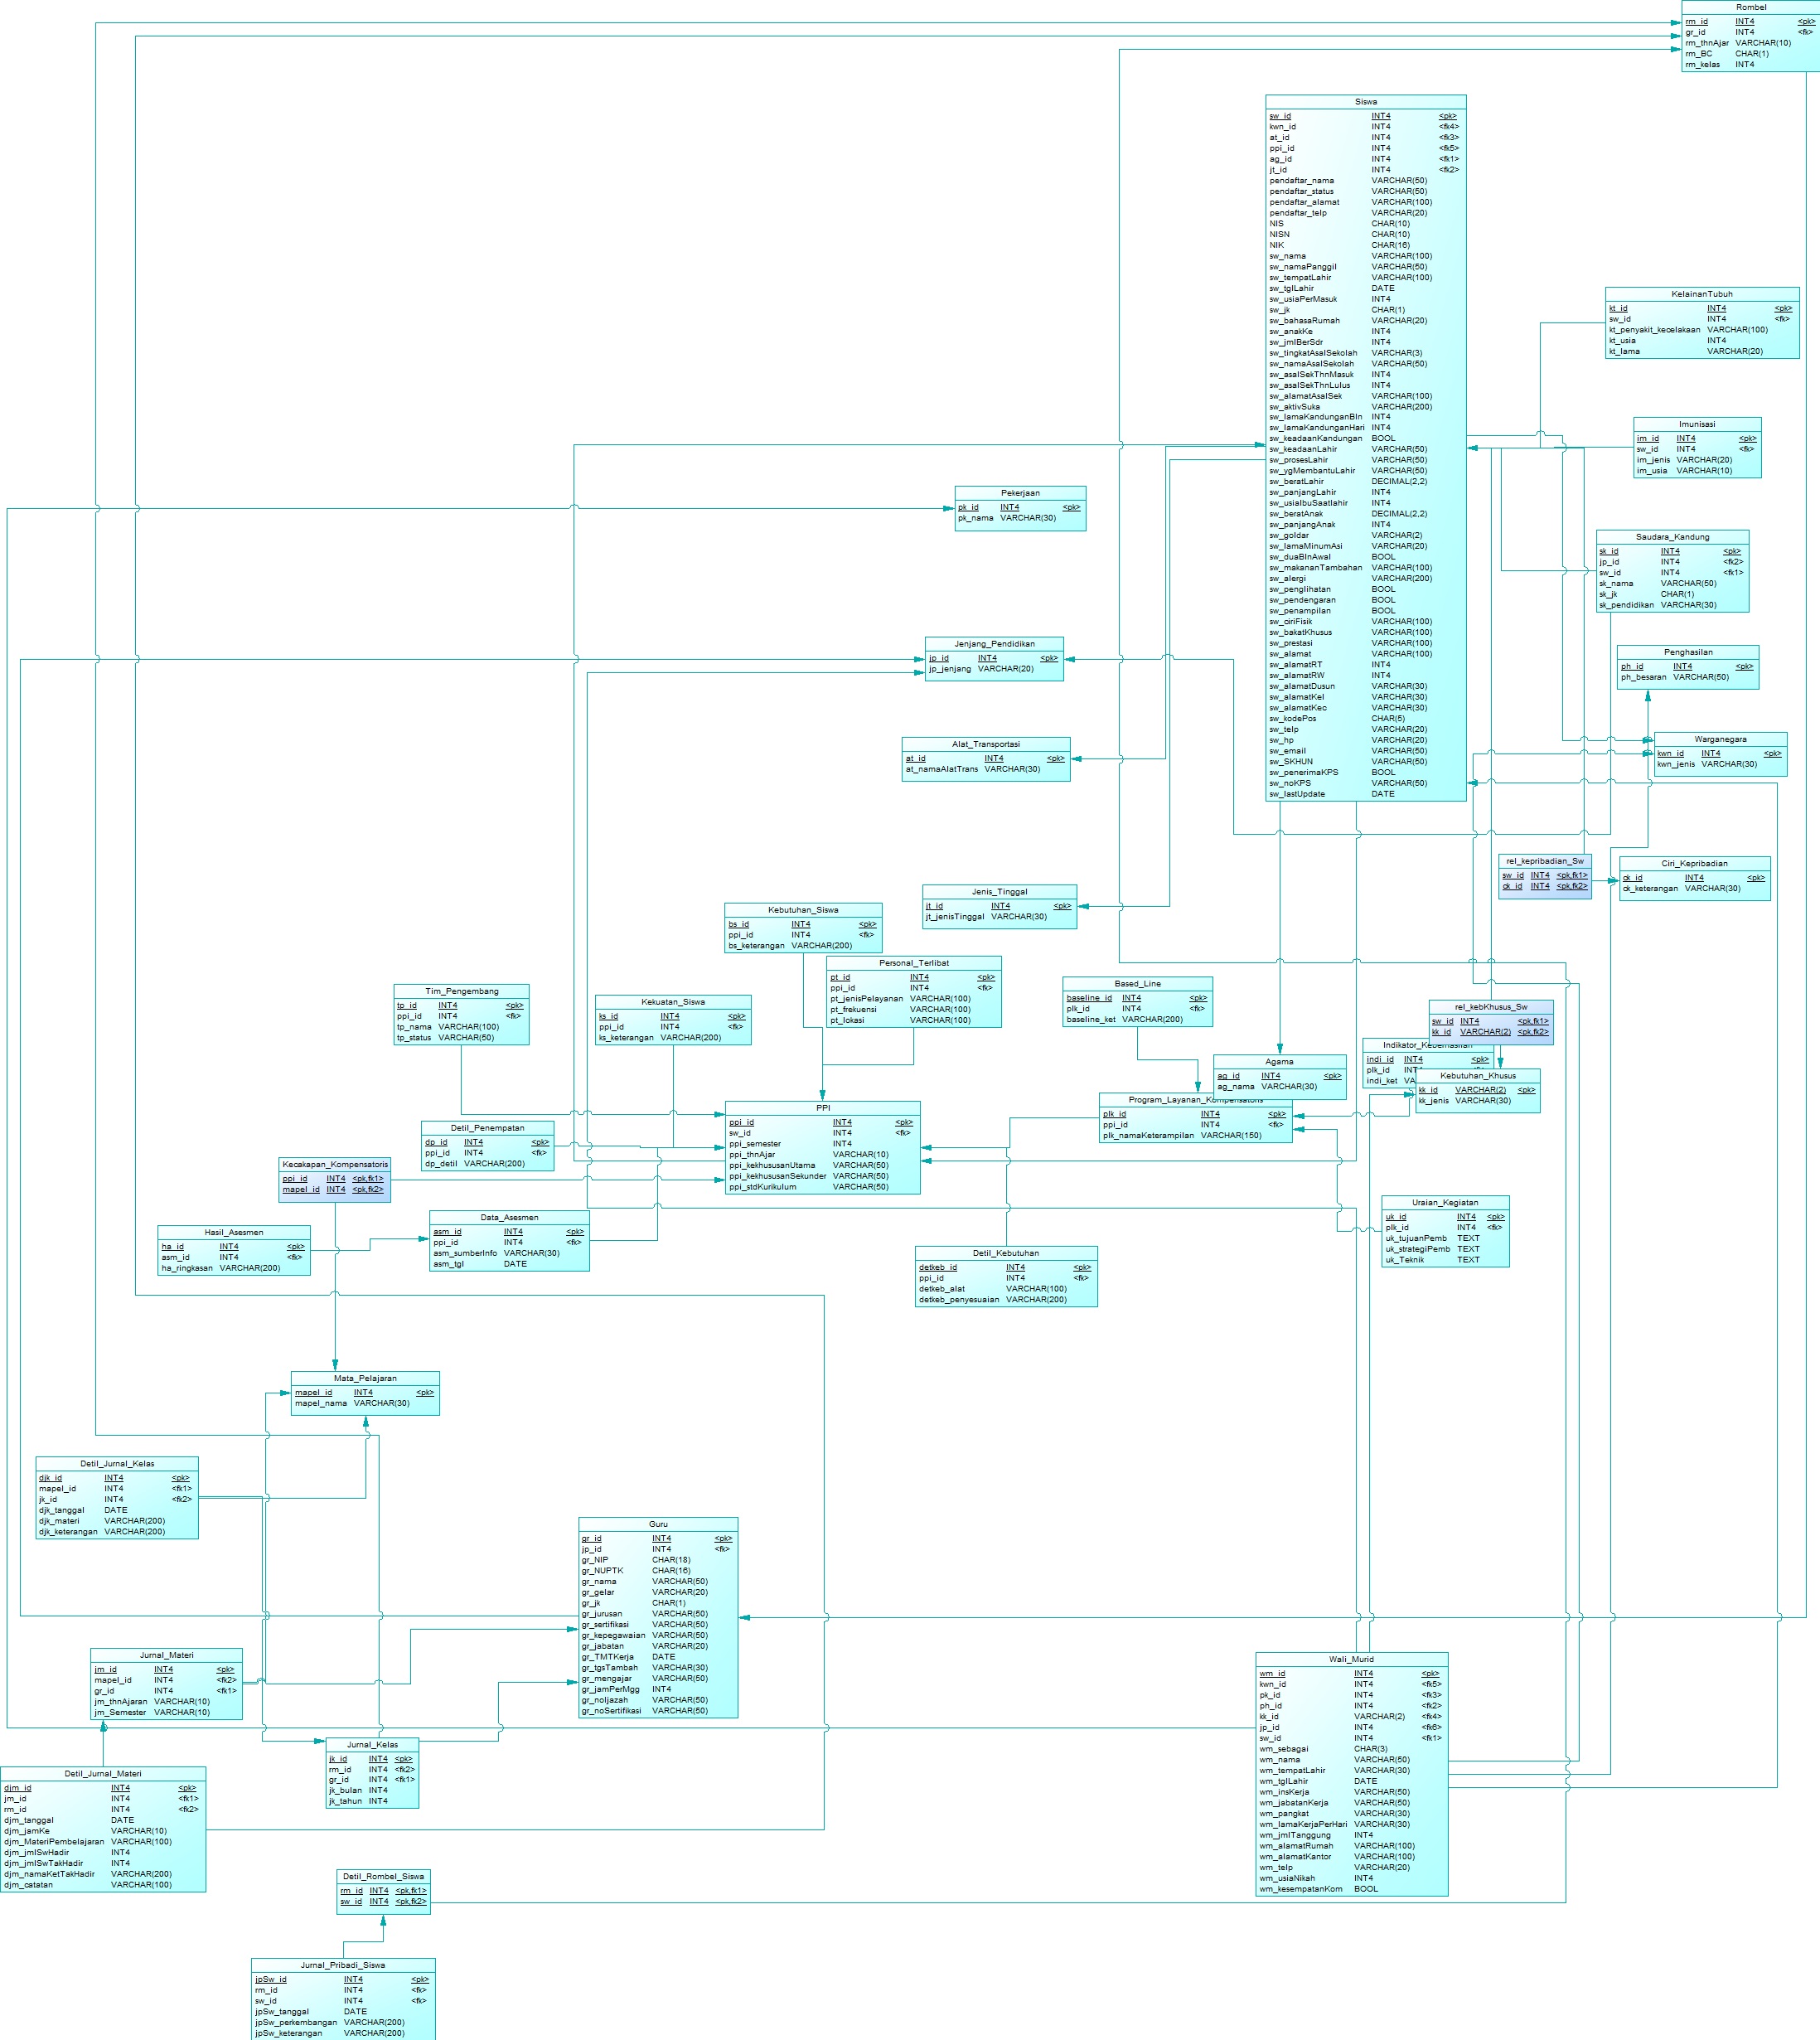 Rombel
rm_id INT4 <pk>
gr_id INT4 <fk>
rm_thnAjar VARCHAR(10)
rm_BC CHAR(1)
rm_kelas INT4
Siswa
sw_id INT4 <pk>
kwn_id INT4 <fk4>
at_id INT4 <fk3>
ppi_id INT4 <fk5>
ag_id INT4 <fk1>
jt_id INT4 <fk2>
pendaftar_nama VARCHAR(50)
pendaftar_status VARCHAR(50)
pendaftar_alamat VARCHAR(100)
pendaftar_telp VARCHAR(20)
NIS CHAR(10)
NISN CHAR(10)
NIK CHAR(16)
sw_nama VARCHAR(100)
sw_namaPanggil VARCHAR(50)
sw_tempatLahir VARCHAR(100)
sw_tglLahir DATE
sw_usiaPerMasuk INT4
sw_jk CHAR(1)
sw_bahasaRumah VARCHAR(20)
sw_anakKe INT4
sw_jmlBerSdr INT4
sw_tingkatAsalSekolah VARCHAR(3)
sw_namaAsalSekolah VARCHAR(50)
sw_asalSekThnMasuk INT4
sw_asalSekThnLulus INT4
sw_alamatAsalSek VARCHAR(100)
sw_aktivSuka VARCHAR(200)
sw_lamaKandunganBln INT4
sw_lamaKandunganHari INT4
sw_keadaanKandungan BOOL
sw_keadaanLahir VARCHAR(50)
sw_prosesLahir VARCHAR(50)
sw_ygMembantuLahir VARCHAR(50)
sw_beratLahir DECIMAL(2,2)
sw_panjangLahir INT4
sw_usiaIbuSaatlahir INT4
sw_beratAnak DECIMAL(2,2)
sw_panjangAnak INT4
sw_goldar VARCHAR(2)
sw_lamaMinumAsi VARCHAR(20)
sw_duaBlnAwal BOOL
sw_makananTambahan VARCHAR(100)
sw_alergi VARCHAR(200)
sw_penglihatan BOOL
sw_pendengaran BOOL
sw_penampilan BOOL
sw_ciriFisik VARCHAR(100)
sw_bakatKhusus VARCHAR(100)
sw_prestasi VARCHAR(100)
sw_alamat VARCHAR(100)
sw_alamatRT INT4
sw_alamatRW INT4
sw_alamatDusun VARCHAR(30)
sw_alamatKel VARCHAR(30)
sw_alamatKec VARCHAR(30)
sw_kodePos CHAR(5)
sw_telp VARCHAR(20)
sw_hp VARCHAR(20)
sw_email VARCHAR(50)
sw_SKHUN VARCHAR(50)
sw_penerimaKPS BOOL
sw_noKPS VARCHAR(50)
sw_lastUpdate DATE
KelainanTubuh
kt_id INT4 <pk>
sw_id INT4 <fk>
kt_penyakit_kecelakaan VARCHAR(100)
kt_usia INT4
kt_lama VARCHAR(20)
Imunisasi
im_id INT4 <pk>
sw_id INT4 <fk>
im_jenis VARCHAR(20)
im_usia VARCHAR(10)
Pekerjaan
pk_id INT4 <pk>
pk_nama VARCHAR(30)
Saudara_Kandung
sk_id INT4 <pk>
jp_id INT4 <fk2>
sw_id INT4 <fk1>
sk_nama VARCHAR(50)
sk_jk CHAR(1)
sk_pendidikan VARCHAR(30)
Jenjang_Pendidikan
jp_id INT4 <pk>
jp_jenjang VARCHAR(20)
Penghasilan
ph_id INT4 <pk>
ph_besaran VARCHAR(50)
Alat_Transportasi
at_id INT4 <pk>
at_namaAlatTrans VARCHAR(30)
Warganegara
kwn_id INT4 <pk>
kwn_jenis VARCHAR(30)
rel_kepribadian_Sw
sw_id INT4 <pk,fk1>
ck_id INT4 <pk,fk2>
Ciri_Kepribadian
ck_id INT4 <pk>
ck_keterangan VARCHAR(30)
Jenis_Tinggal
jt_id INT4 <pk>
jt_jenisTinggal VARCHAR(30)
Kebutuhan_Siswa
bs_id INT4 <pk>
ppi_id INT4 <fk>
bs_keterangan VARCHAR(200)
Personal_Terlibat
pt_id INT4 <pk>
ppi_id INT4 <fk>
pt_jenisPelayanan VARCHAR(100)
pt_frekuensi VARCHAR(100)
pt_lokasi VARCHAR(100)
Tim_Pengembang
tp_id INT4 <pk>
ppi_id INT4 <fk>
tp_nama VARCHAR(100)
tp_status VARCHAR(50)
Kekuatan_Siswa
ks_id INT4 <pk>
ppi_id INT4 <fk>
ks_keterangan VARCHAR(200)
Based_Line
baseline_id INT4 <pk>
plk_id INT4 <fk>
baseline_ket VARCHAR(200)
rel_kebKhusus_Sw
sw_id INT4 <pk,fk1>
kk_id VARCHAR(2) <pk,fk2>
indi_id INT4 <pk>
plk_id
indi_ket
Agama
ag_id INT4 <pk>
ag_nama VARCHAR(30)
Kebutuhan_Khusus
kk_id VARCHAR(2) <pk>
kk_jenis VARCHAR(30)
Program_Layanan_Kompensatoris
plk_id INT4 <pk>
ppi_id INT4 <fk>
plk_namaKeterampilan VARCHAR(150)
PPI
ppi_id INT4 <pk>
sw_id INT4 <fk>
ppi_semester INT4
ppi_thnAjar VARCHAR(10)
ppi_kekhususanUtama VARCHAR(50)
ppi_kekhususanSekunder VARCHAR(50)
ppi_stdKurikulum VARCHAR(50)
Detil_Penempatan
dp_id INT4 <pk>
ppi_id INT4 <fk>
dp_detil VARCHAR(200)
Kecakapan_Kompensatoris
ppi_id INT4 <pk,fk1>
mapel_id INT4 <pk,fk2>
Uraian_Kegiatan
uk_id INT4 <pk>
plk_id INT4 <fk>
uk_tujuanPemb TEXT
uk_strategiPemb TEXT
uk_Teknik TEXT
Hasil_Asesmen
ha_id INT4 <pk>
asm_id INT4 <fk>
ha_ringkasan VARCHAR(200)
Data_Asesmen
asm_id INT4 <pk>
ppi_id INT4 <fk>
asm_sumberInfo VARCHAR(30)
asm_tgl DATE
Detil_Kebutuhan
detkeb_id INT4 <pk>
ppi_id INT4 <fk>
detkeb_alat VARCHAR(100)
detkeb_penyesuaian VARCHAR(200)
Mata_Pelajaran
mapel_id INT4 <pk>
mapel_nama VARCHAR(30)
Detil_Jurnal_Kelas
djk_id INT4 <pk>
mapel_id INT4 <fk1>
jk_id INT4 <fk2>
djk_tanggal DATE
djk_materi VARCHAR(200)
djk_keterangan VARCHAR(200)
Guru
gr_id INT4 <pk>
jp_id INT4 <fk>
gr_NIP CHAR(18)
gr_NUPTK CHAR(16)
gr_nama VARCHAR(50)
gr_gelar VARCHAR(20)
gr_jk CHAR(1)
gr_jurusan VARCHAR(50)
gr_sertifikasi VARCHAR(50)
gr_kepegawaian VARCHAR(50)
gr_jabatan VARCHAR(20)
gr_TMTKerja DATE
gr_tgsTambah VARCHAR(30)
gr_mengajar VARCHAR(50)
gr_jamPerMgg INT4
gr_noIjazah VARCHAR(50)
gr_noSertifikasi VARCHAR(50)
Jurnal_Materi
jm_id INT4 <pk>
mapel_id INT4 <fk2>
gr_id INT4 <fk1>
jm_thnAjaran VARCHAR(10)
jm_Semester VARCHAR(10)
Wali_Murid
wm_id INT4 <pk>
kwn_id INT4 <fk5>
pk_id INT4 <fk3>
ph_id INT4 <fk2>
kk_id VARCHAR(2) <fk4>
jp_id INT4 <fk6>
sw_id INT4 <fk1>
wm_sebagai CHAR(3)
wm_nama VARCHAR(50)
wm_tempatLahir VARCHAR(30)
wm_tglLahir DATE
wm_insKerja VARCHAR(50)
wm_jabatanKerja VARCHAR(50)
wm_pangkat VARCHAR(30)
wm_lamaKerjaPerHari VARCHAR(30)
wm_jmlTanggung INT4
wm_alamatRumah VARCHAR(100)
wm_alamatKantor VARCHAR(100)
wm_telp VARCHAR(20)
wm_usiaNikah INT4
wm_kesempatanKom BOOL
Jurnal_Kelas
jk_id INT4 <pk>
rm_id INT4 <fk2>
gr_id INT4 <fk1>
jk_bulan INT4
jk_tahun INT4
Detil_Jurnal_Materi
djm_id INT4 <pk>
jm_id INT4 <fk1>
rm_id INT4 <fk2>
djm_tanggal DATE
djm_jamKe VARCHAR(10)
djm_MateriPembelajaran VARCHAR(100)
djm_jmlSwHadir INT4
djm_jmlSwTakHadir INT4
djm_namaKetTakHadir VARCHAR(200)
djm_catatan VARCHAR(100)
Detil_Rombel_Siswa
rm_id INT4 <pk,fk1>
sw_id INT4 <pk,fk2>
Jurnal_Pribadi_Siswa
jpSw_id INT4 <pk>
rm_id INT4 <fk>
sw_id INT4 <fk>
jpSw_tanggal DATE
jpSw_perkembangan VARCHAR(200)
jpSw_keterangan VARCHAR(200)